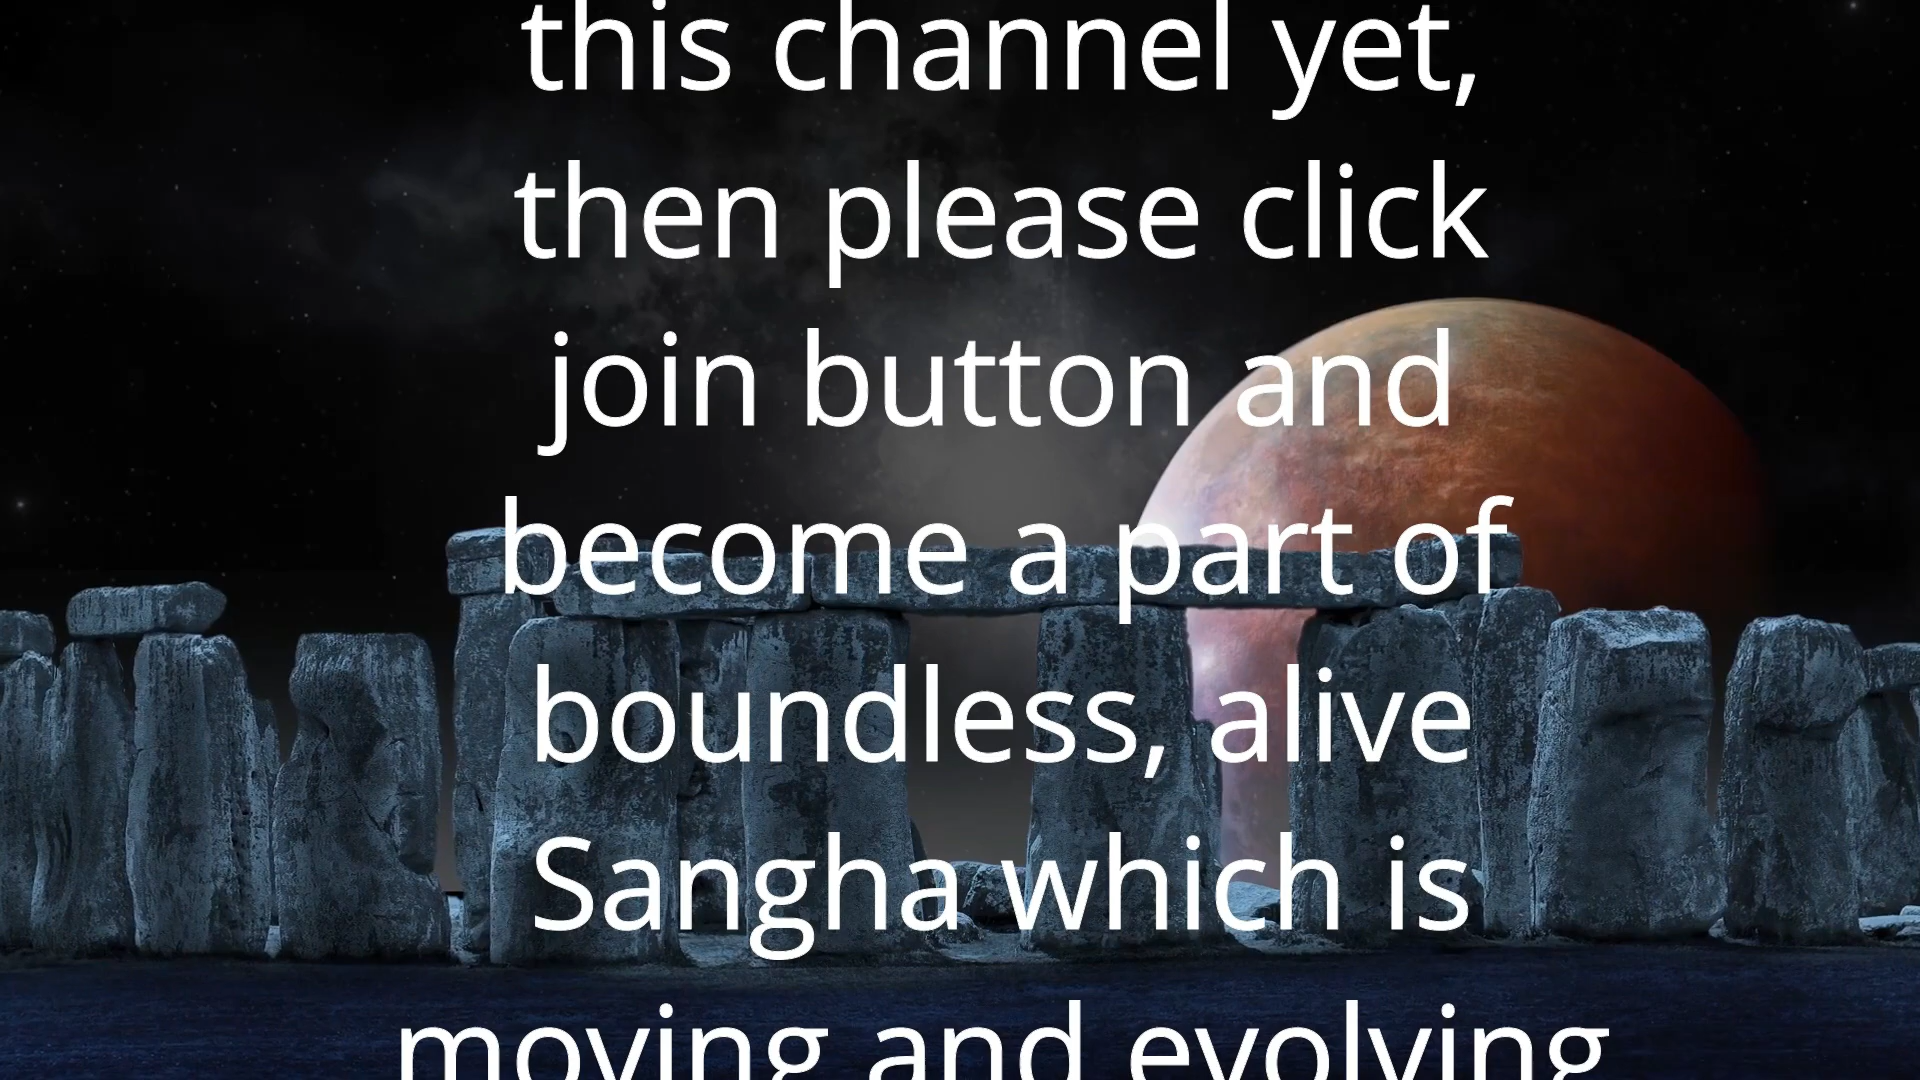 this channel yet,
then please click
join button and
become a part of
boundless, alive
Sangha which is
moving and evolving